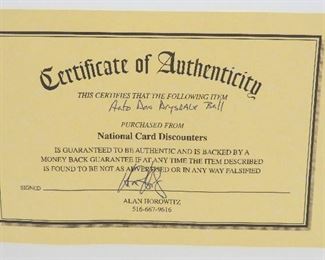 Certificate of Authenticity
THIS CERTIFIES THAT THE FOLLOWING ITEM
Auto Don Drysdale Ball
PURCHASED FROM
National Card Discounters
IS GUARANTEED TO BE AUTHENTIC AND IS BACKED BY A
MONEY BACK GUARANTEE IF AT ANY TIME THE ITEM DESCRIBED
IS FOUND TO BE NOT AS ADVERTISED OR IN ANY WAY FALSIFIED
SIGNED
ALAN HOROWITZ
516-667-9616